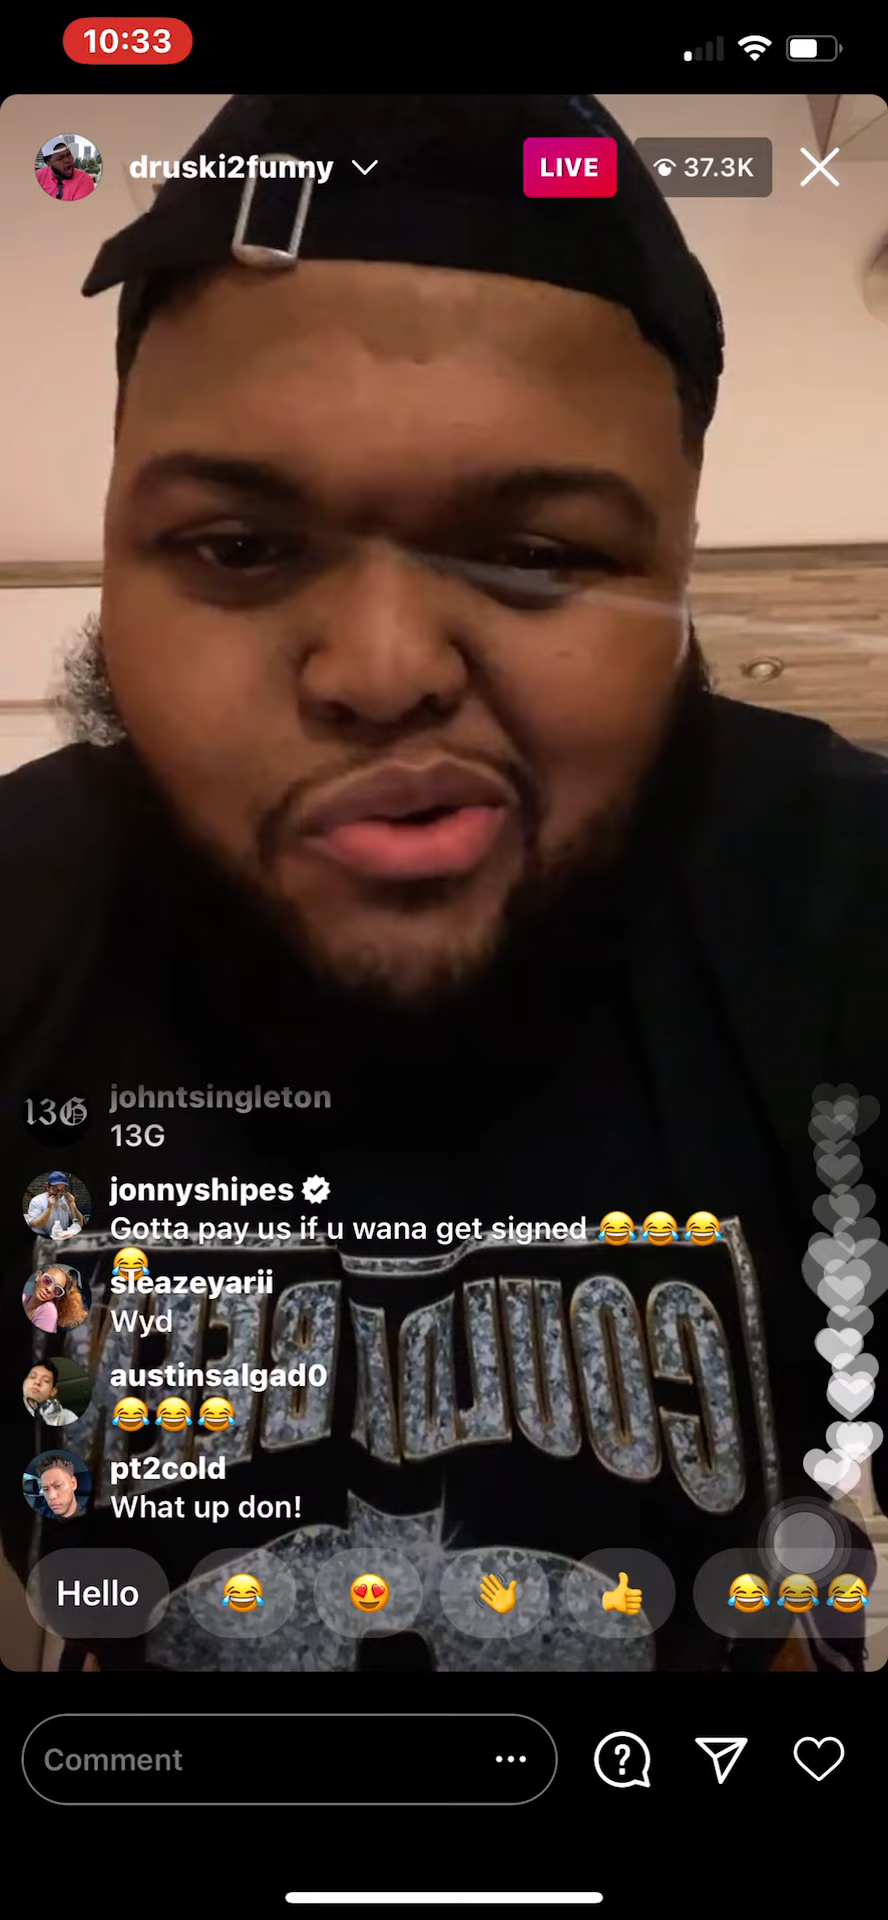 10:33
druski2funny
LIVE
37.3K
13G
johntsingleton
13G
jonnyshipes
Gotta pay us if u wana get signed 😂😂😂
😂
sleazeyarii
Wyd
austinsalgad0
😂😂😂
pt2cold
What up don!
Hello 😂 😍 👋 👍 😂😂😂
Comment